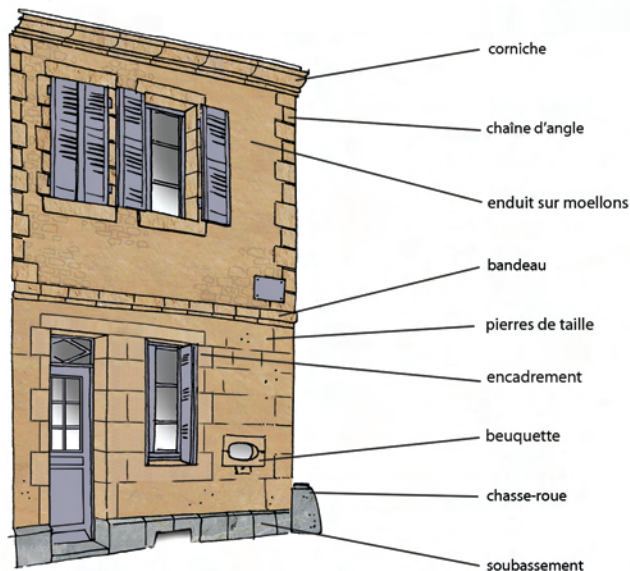 corniche
chaîne d'angle
enduit sur moellons
bandeau
pierres de taille
encadrement
beuquette
chasse-roue
soubassement